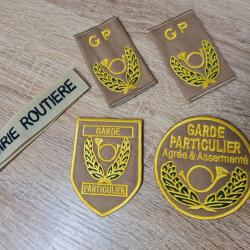 GP
GP
RIE ROUTIERE
GARDE
PARTICULIER
GARDE
PARTICULIER
Agrée & Assermenté